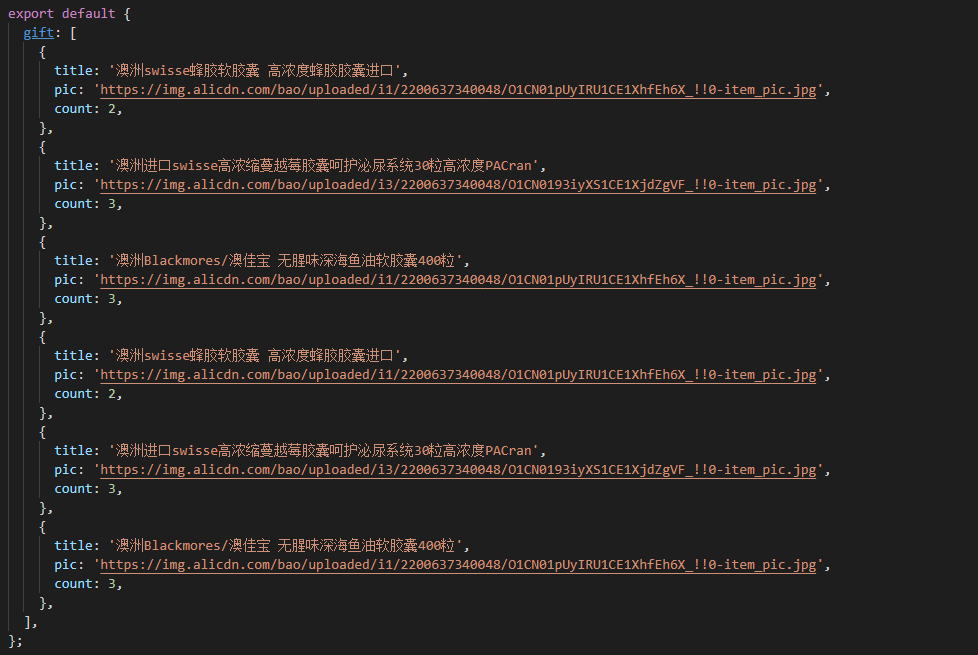 export default {
  gift: [
    {
      title: '澳洲swisse蜂胶软胶囊 高浓度蜂胶胶囊进口',
      pic: 'https://img.alicdn.com/bao/uploaded/i1/2200637340048/O1CN01pUyIRU1CE1XhfEh6X_!!0-item_pic.jpg',
      count: 2,
    },
    {
      title: '澳洲进口swisse高浓缩蔓越莓胶囊呵护泌尿系统30粒高浓度PACran',
      pic: 'https://img.alicdn.com/bao/uploaded/i3/2200637340048/O1CN0193iyXS1CE1XjdZgVF_!!0-item_pic.jpg',
      count: 3,
    },
    {
      title: '澳洲Blackmores/澳佳宝 无腥味深海鱼油软胶囊400粒',
      pic: 'https://img.alicdn.com/bao/uploaded/i1/2200637340048/O1CN01pUyIRU1CE1XhfEh6X_!!0-item_pic.jpg',
      count: 3,
    },
    {
      title: '澳洲swisse蜂胶软胶囊 高浓度蜂胶胶囊进口',
      pic: 'https://img.alicdn.com/bao/uploaded/i1/2200637340048/O1CN01pUyIRU1CE1XhfEh6X_!!0-item_pic.jpg',
      count: 2,
    },
    {
      title: '澳洲进口swisse高浓缩蔓越莓胶囊呵护泌尿系统30粒高浓度PACran',
      pic: 'https://img.alicdn.com/bao/uploaded/i3/2200637340048/O1CN0193iyXS1CE1XjdZgVF_!!0-item_pic.jpg',
      count: 3,
    },
    {
      title: '澳洲Blackmores/澳佳宝 无腥味深海鱼油软胶囊400粒',
      pic: 'https://img.alicdn.com/bao/uploaded/i1/2200637340048/O1CN01pUyIRU1CE1XhfEh6X_!!0-item_pic.jpg',
      count: 3,
    },
  ],
};